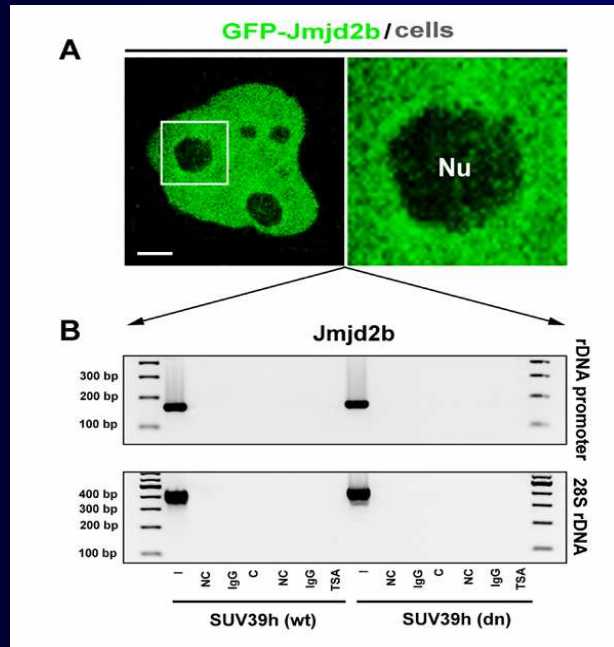 GFP-Jmjd2b/cells
A
Nu
B
Jmjd2b
300 bp
200 bp
100 bp
rDNA promoter
400 bp
300 bp
200 bp
100 bp
28S rDNA
I NC IgG C NC IgG TSA I NC IgG C NC IgG TSA
SUV39h (wt) SUV39h (dn)